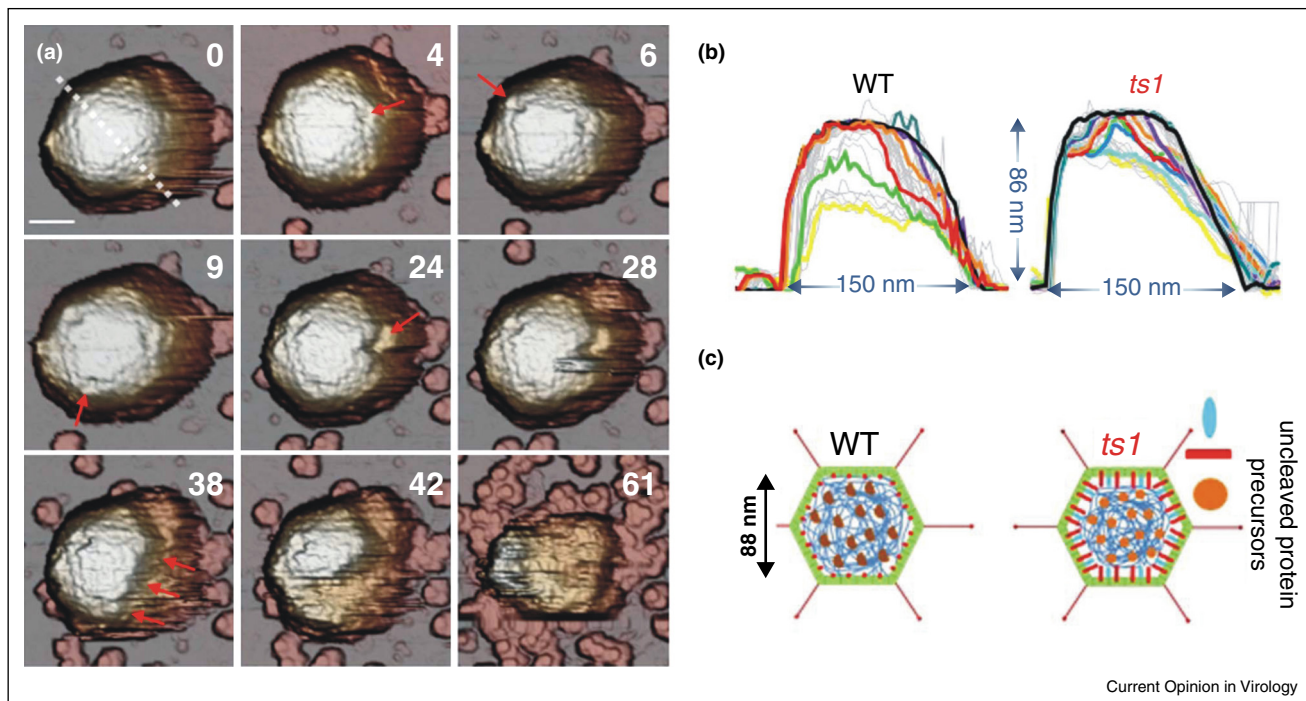 (a)
0
4
6
9
24
28
38
42
61
(b)
WT
ts1
86 nm
150 nm
150 nm
(c)
WT
ts1
88 nm
uncleaved protein
precursors
Current Opinion in Virology